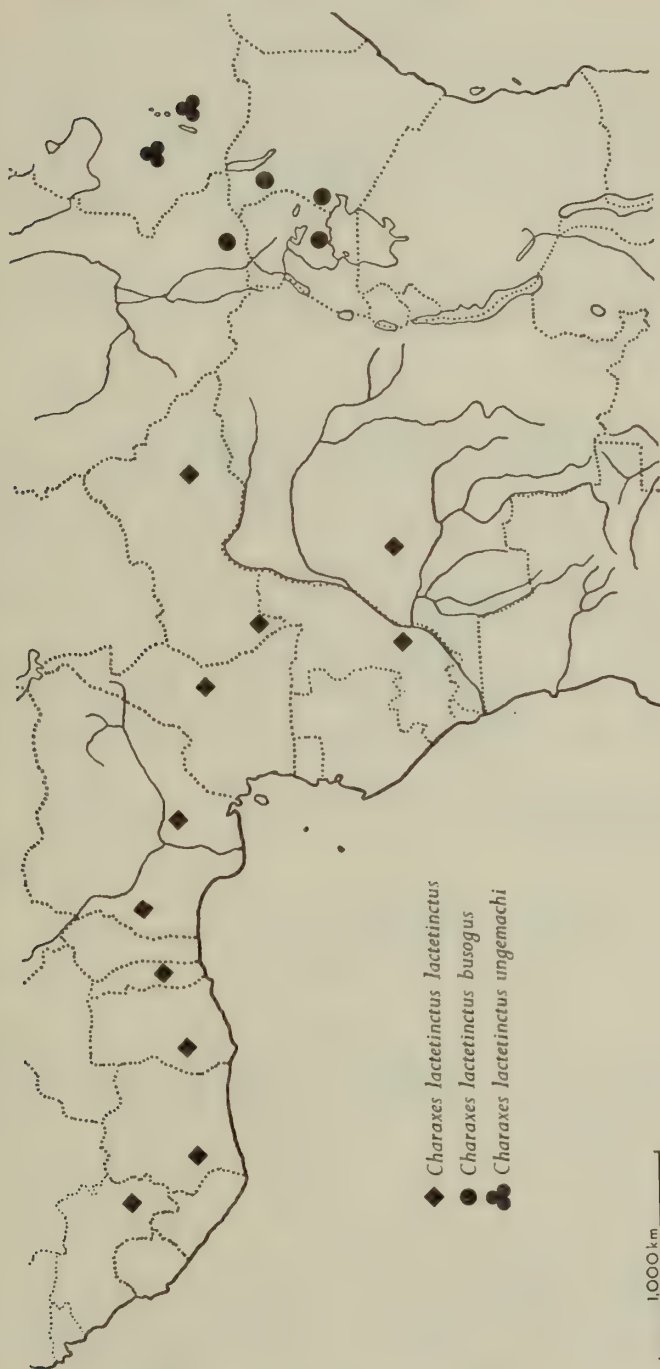 Charaxes lactetinctus lactetinctus
Charaxes lactetinctus busogus
Charaxes lactetinctus ungemachi
1,000 km